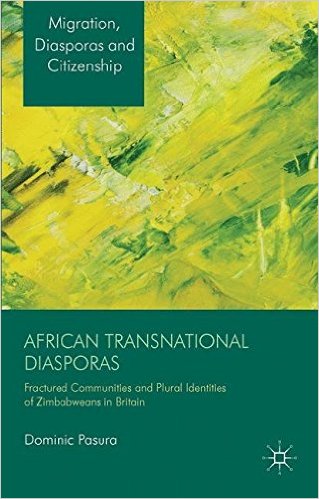 Migration,
Diasporas and
Citizenship
AFRICAN TRANSNATIONAL
DIASPORAS
Fractured Communities and Plural Identities
of Zimbabweans in Britain
Dominic Pasura